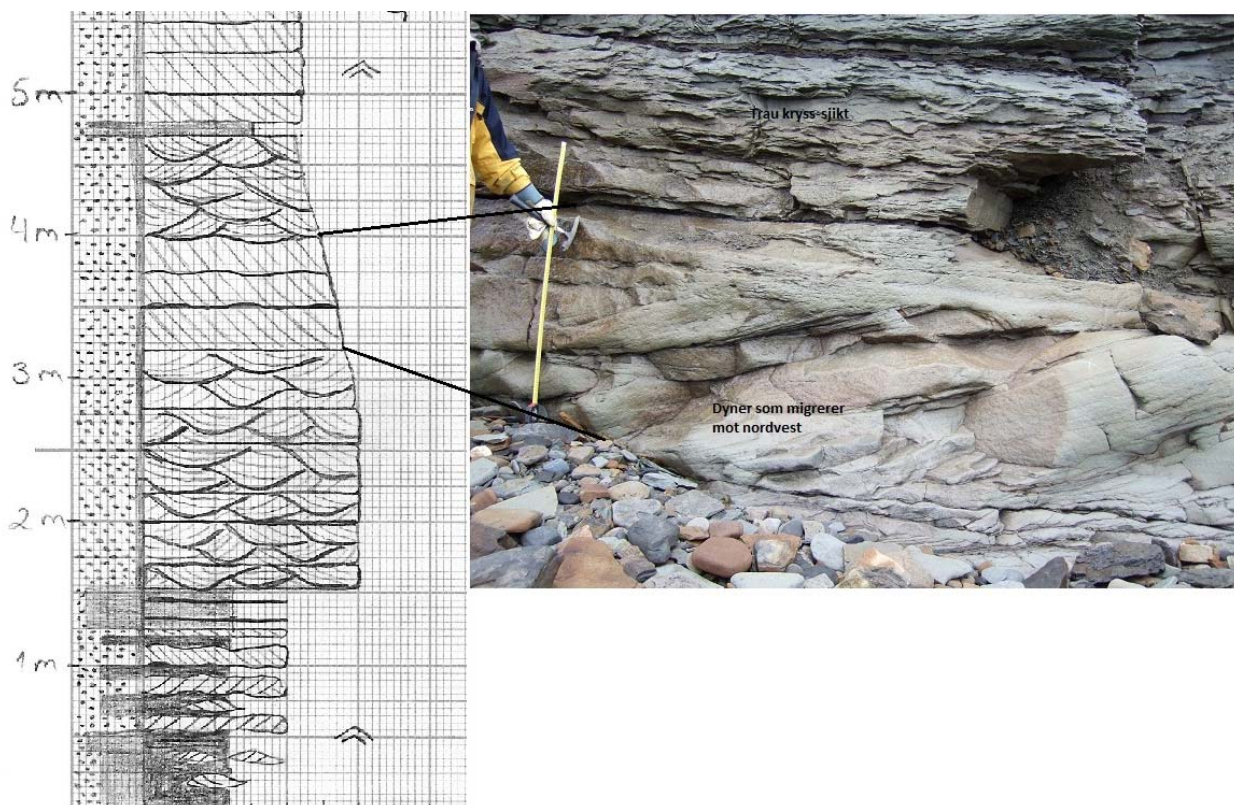 5 m
4 m
3 m
2 m
1 m
Trau kryss-sjikt
Dyner som migrerer
mot nordvest